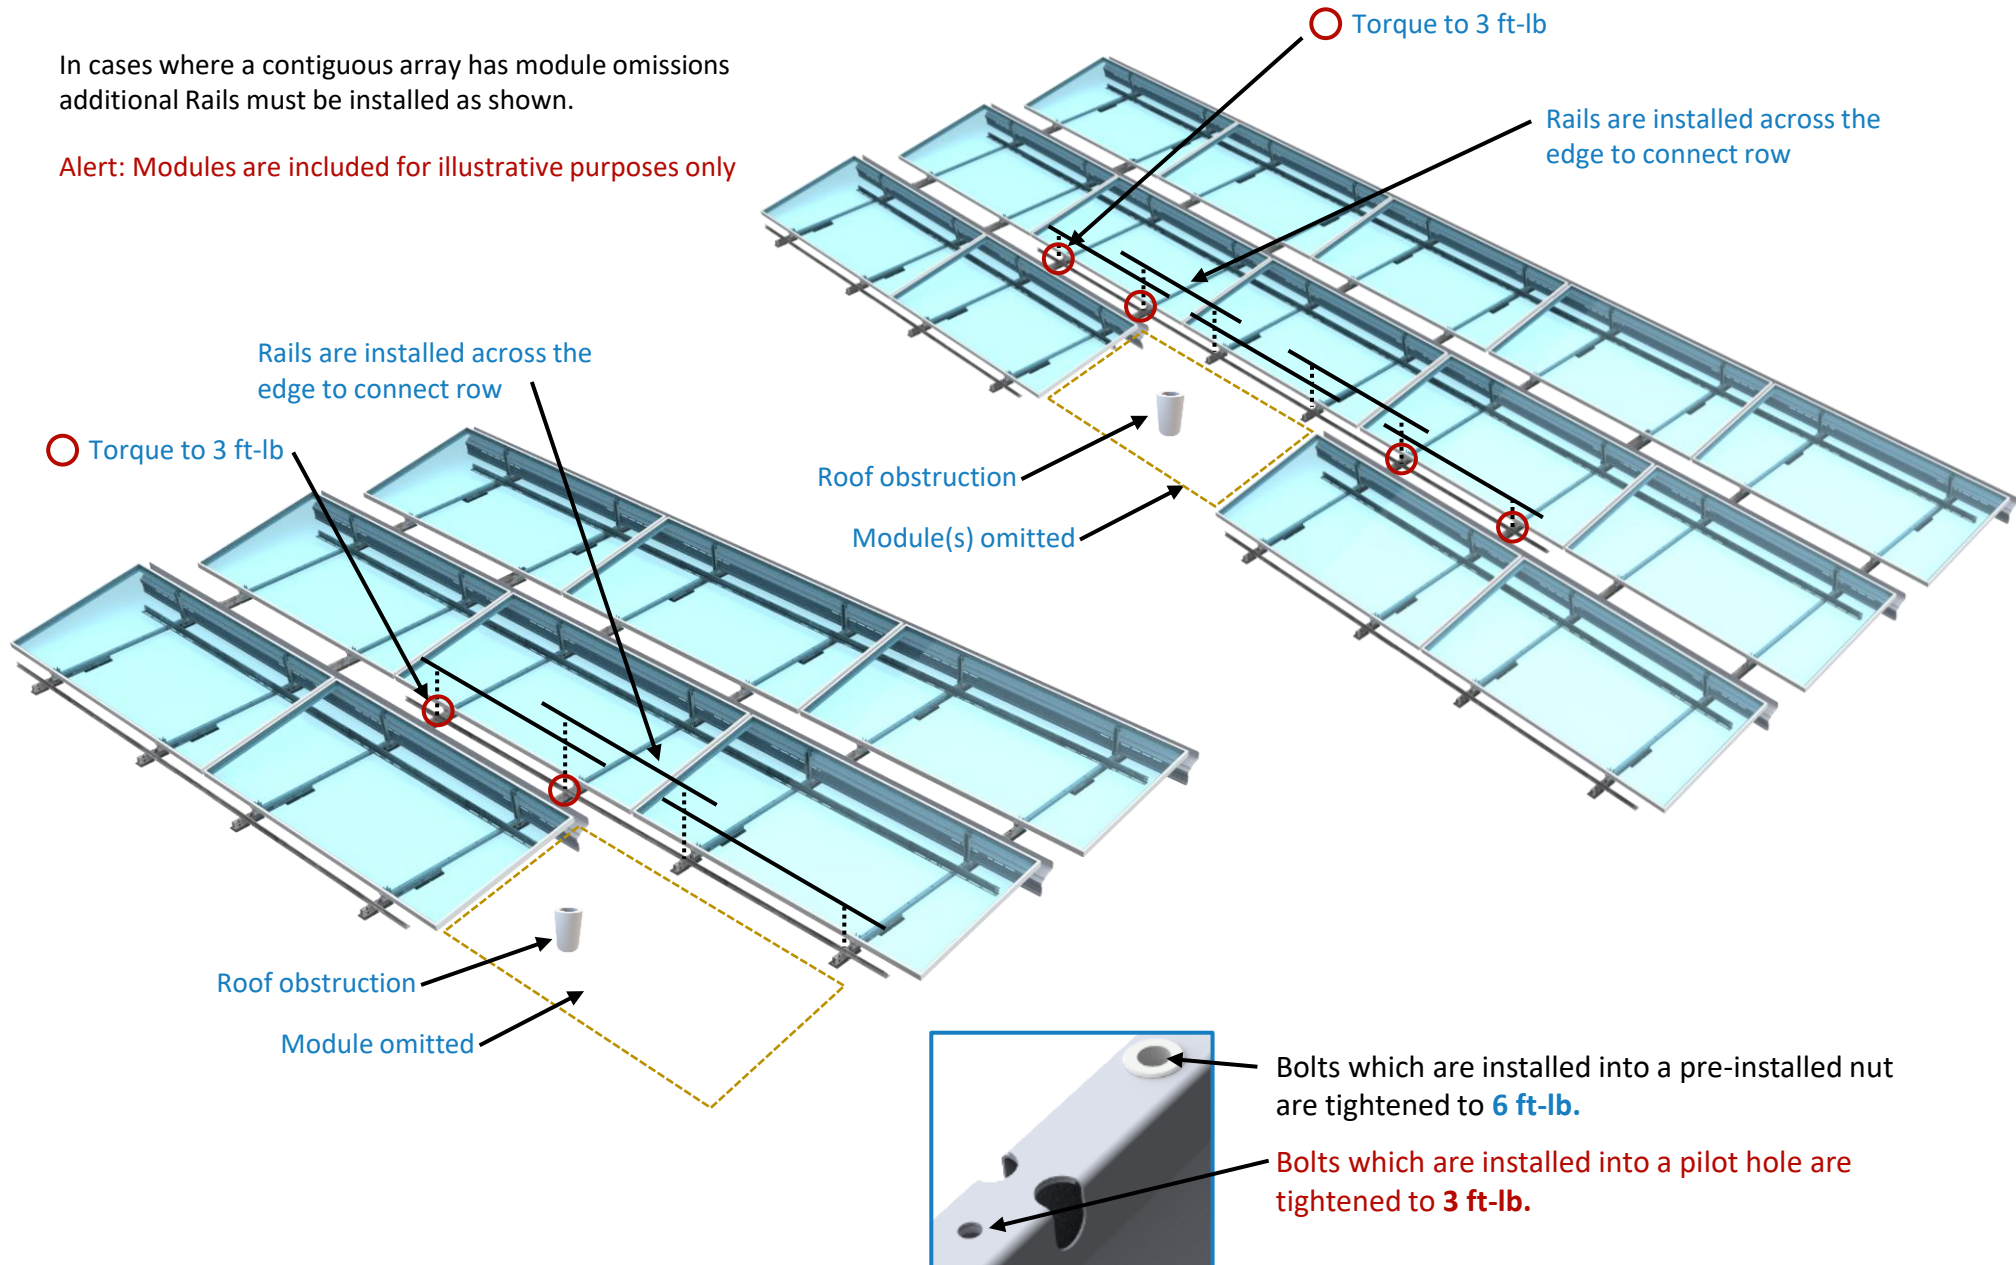 In cases where a contiguous array has module omissions
additional Rails must be installed as shown.
Alert: Modules are included for illustrative purposes only
Torque to 3 ft-lb
Rails are installed across the
edge to connect row
Roof obstruction
Module(s) omitted
Rails are installed across the
edge to connect row
Torque to 3 ft-lb
Roof obstruction
Module omitted
Bolts which are installed into a pre-installed nut
are tightened to 6 ft-lb.
Bolts which are installed into a pilot hole are
tightened to 3 ft-lb.